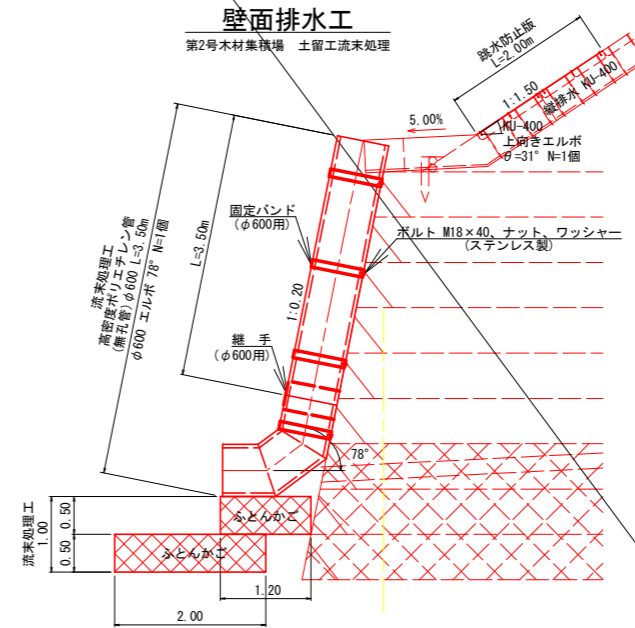 壁面排水工
第2号木材集積場　土留工流末処理
跳水防止版
L=2.00m
1:1.50
縦排水 KU-400
5.00%
KU-400
上向きエルボ
θ=31° N=1個
固定バンド
(φ600用)
ボルト M18×40、ナット、ワッシャー
(ステンレス製)
L=3.50m
1:0.20
流末処理工
高密度ポリエチレン管
(無孔管)φ600 L=3.50m
φ600 エルボ 78° N=1個
継 手
(φ600用)
78°
流末処理工
1.00
0.50
0.50
ふとんかご
ふとんかご
1.20
2.00